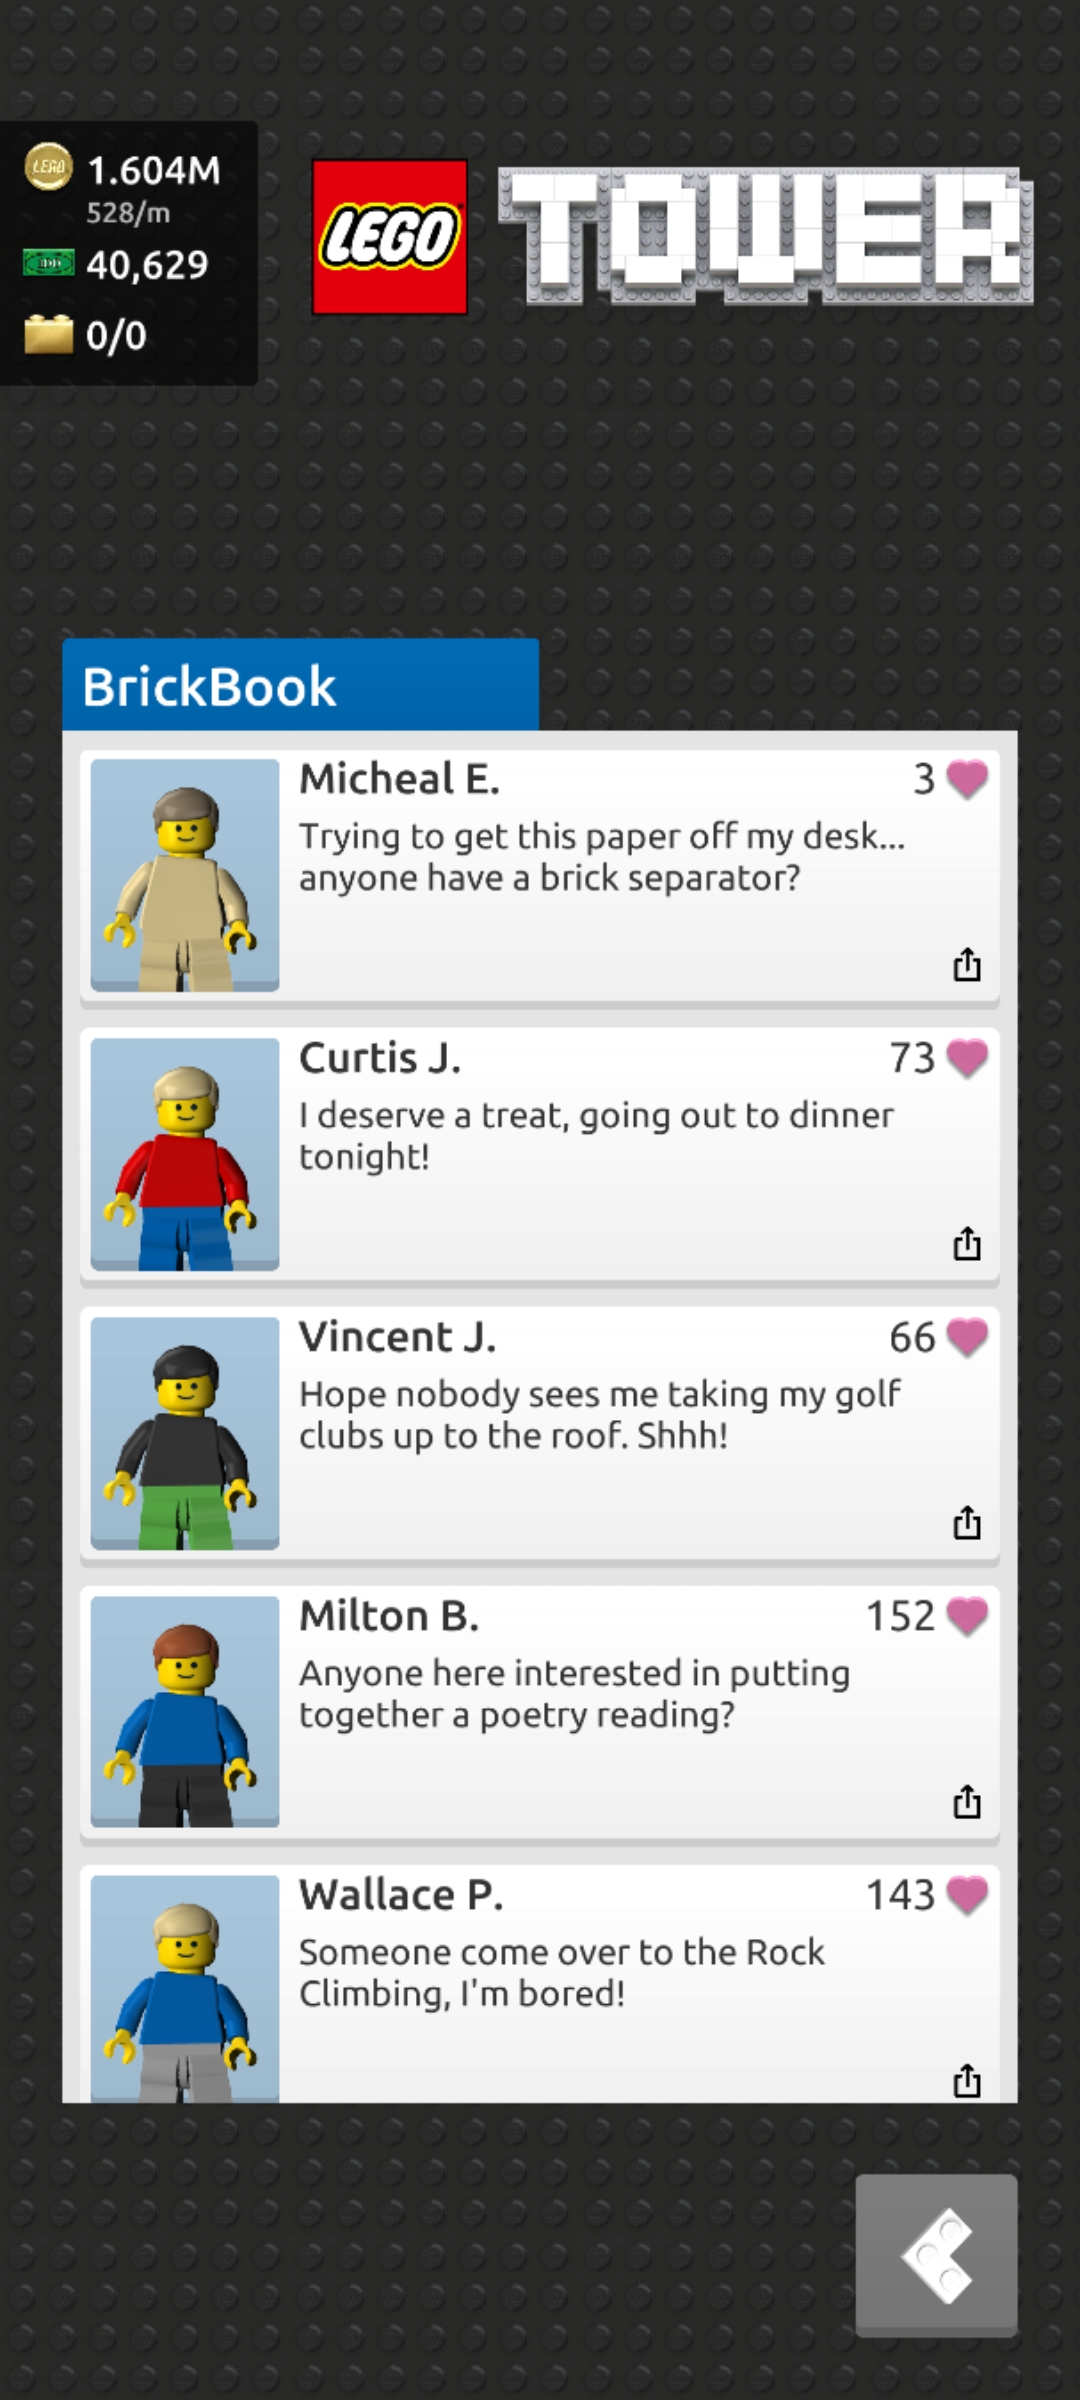 LEGO
1.604M
528/m
40,629
0/0
LEGO
TOWER
BrickBook
Micheal E.
3
Trying to get this paper off my desk...
anyone have a brick separator?
Curtis J.
73
I deserve a treat, going out to dinner
tonight!
Vincent J.
66
Hope nobody sees me taking my golf
clubs up to the roof. Shhh!
Milton B.
152
Anyone here interested in putting
together a poetry reading?
Wallace P.
143
Someone come over to the Rock
Climbing, I'm bored!